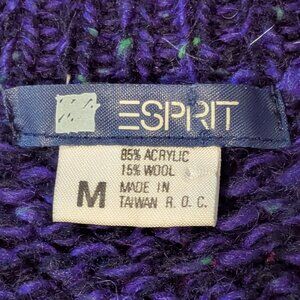 ESPRIT
85% ACRYLIC
15% WOOL
M MADE IN
TAIWAN R. O. C.